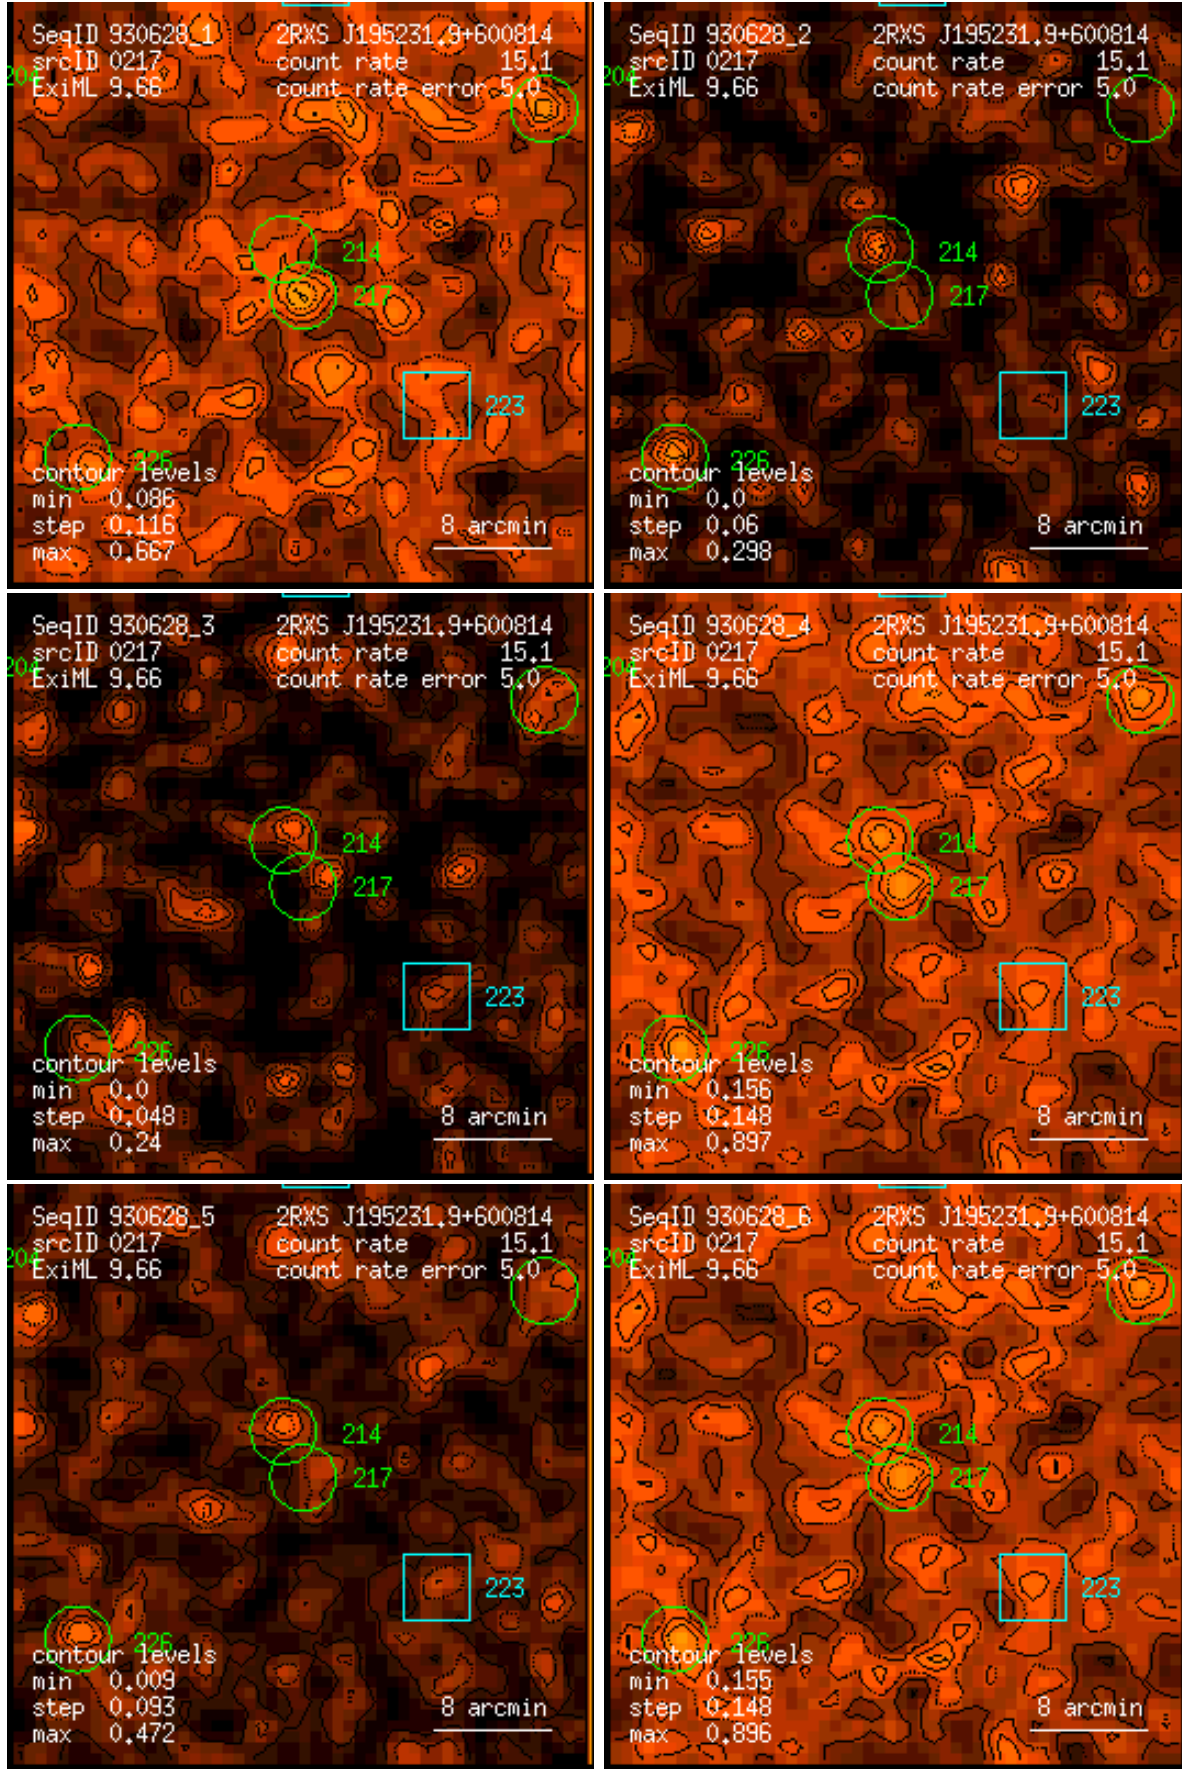 SeqID 930628_1 2RXS J195231.9+600814
srcID 0217 count rate 15.1
204
ExiML 9.66 count rate error 5.0
214
217
223
226
contour levels
min 0.086
step 0.116 8 arcmin
max 0.667
SeqID 930628_2 2RXS J195231.9+600814
srcID 0217 count rate 15.1
204
ExiML 9.66 count rate error 5.0
214
217
223
226
contour levels
min 0.0
step 0.06 8 arcmin
max 0.298
SeqID 930628_3 2RXS J195231.9+600814
srcID 0217 count rate 15.1
204
ExiML 9.66 count rate error 5.0
214
217
223
226
contour levels
min 0.0
step 0.048 8 arcmin
max 0.24
SeqID 930628_4 2RXS J195231.9+600814
srcID 0217 count rate 15.1
204
ExiML 9.66 count rate error 5.0
214
217
223
226
contour levels
min 0.156
step 0.148 8 arcmin
max 0.897
SeqID 930628_5 2RXS J195231.9+600814
srcID 0217 count rate 15.1
204
ExiML 9.66 count rate error 5.0
214
217
223
226
contour levels
min 0.009
step 0.093 8 arcmin
max 0.472
SeqID 930628_6 2RXS J195231.9+600814
srcID 0217 count rate 15.1
204
ExiML 9.66 count rate error 5.0
214
217
223
226
contour levels
min 0.155
step 0.148 8 arcmin
max 0.896